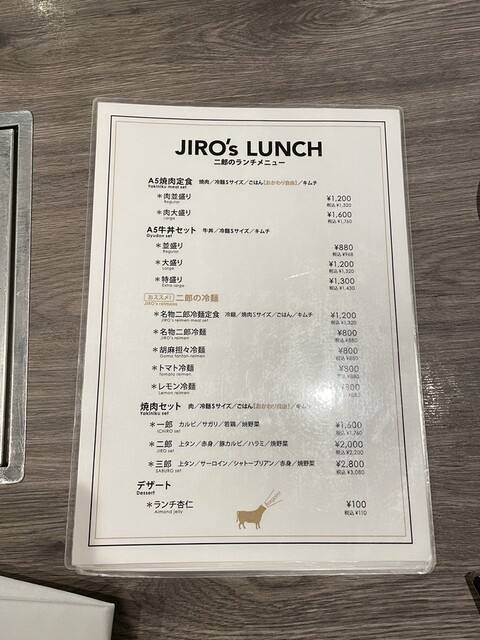 JIRO's LUNCH
二郎のランチメニュー
A5焼肉定食 焼肉／冷麺Sサイズ／ごはん[おかわり自由]／キムチ
Yakiniku meal set
＊肉並盛り ¥1,200
Regular 税込 ¥1,320
＊肉大盛り ¥1,600
Large 税込 ¥1,760
A5牛丼セット 牛丼／冷麺Sサイズ／キムチ
Gyudon set
＊並盛り ¥880
Regular 税込 ¥968
＊大盛り ¥1,200
Large 税込 ¥1,320
＊特盛り ¥1,300
Extra-large 税込 ¥1,430
おススメ! 二郎の冷麺
JIRO's reimens
＊名物二郎冷麺定食 冷麺／焼肉Sサイズ／ごはん／キムチ ¥1,200
JIRO's reimen-meal set 税込 ¥1,320
＊名物二郎冷麺 ¥800
JIRO's reimen 税込 ¥880
＊胡麻担々冷麺 ¥800
Goma tantan-reimen 税込 ¥880
＊トマト冷麺 ¥800
Tomato reimen 税込 ¥880
＊レモン冷麺 ¥800
Lemon reimen 税込 ¥880
焼肉セット 肉／冷麺Sサイズ／ごはん[おかわり自由]／キムチ
Yakiniku set
＊一郎 カルビ／サガリ／若鶏／焼野菜 ¥1,600
ICHIRO set 税込 ¥1,760
＊二郎 上タン／赤身／豚カルビ／ハラミ／焼野菜 ¥2,000
JIRO set 税込 ¥2,200
＊三郎 上タン／サーロイン／シャトーブリアン／赤身／焼野菜 ¥2,800
SABURO set 税込 ¥3,080
デザート
Dessert
＊ランチ杏仁 ¥100
Almond jelly 税込 ¥110